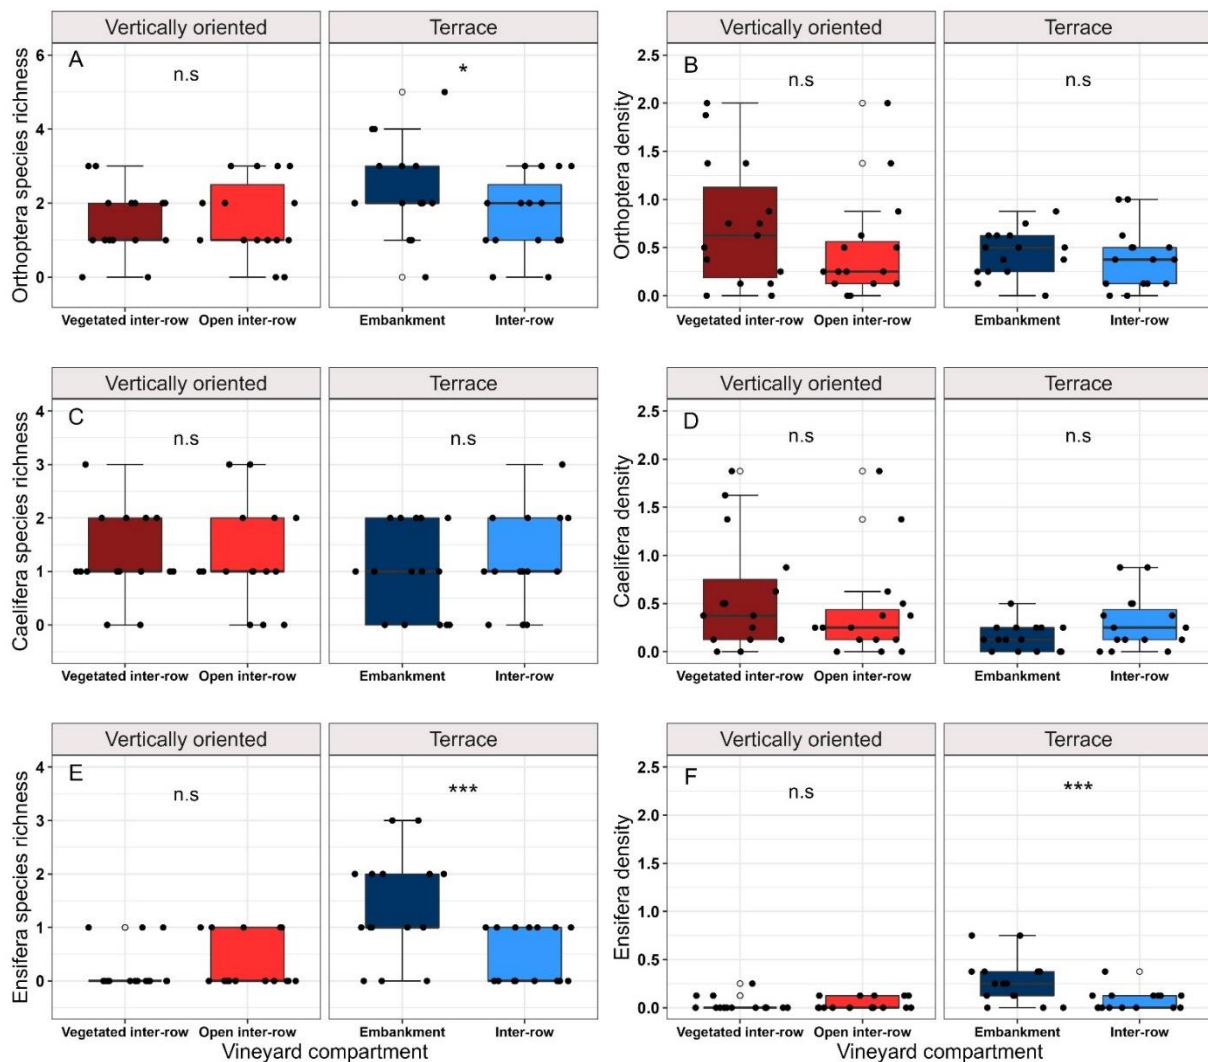 Vertically oriented Terrace
A n.s *
Orthoptera species richness
6
4
2
0
Vegetated inter-row Open inter-row Embankment Inter-row
Vertically oriented Terrace
B n.s n.s
Orthoptera density
2.5
2.0
1.5
1.0
0.5
0.0
Vegetated inter-row Open inter-row Embankment Inter-row
Vertically oriented Terrace
C n.s n.s
Caelifera species richness
4
3
2
1
0
Vegetated inter-row Open inter-row Embankment Inter-row
Vertically oriented Terrace
D n.s n.s
Caelifera density
2.5
2.0
1.5
1.0
0.5
0.0
Vegetated inter-row Open inter-row Embankment Inter-row
Vertically oriented Terrace
E n.s ***
Ensifera species richness
4
3
2
1
0
Vegetated inter-row Open inter-row Embankment Inter-row
Vineyard compartment
Vertically oriented Terrace
F n.s ***
Ensifera density
2.5
2.0
1.5
1.0
0.5
0.0
Vegetated inter-row Open inter-row Embankment Inter-row
Vineyard compartment